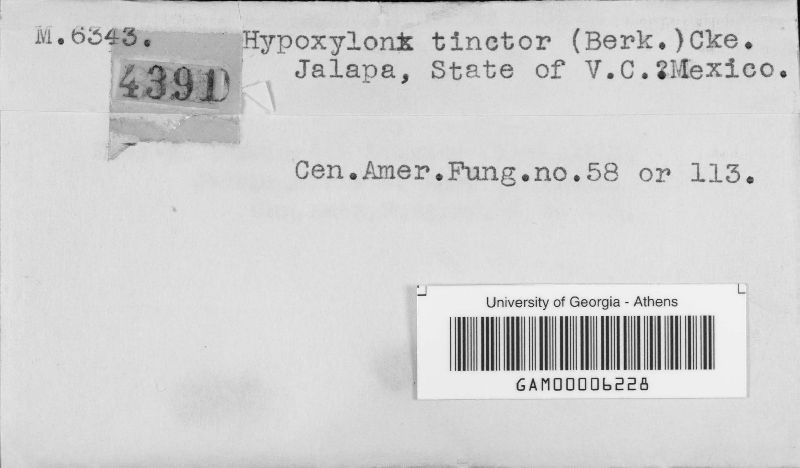 M.6343. Hypoxylonx tinctor (Berk.)Cke.
4391D
Jalapa, State of V.C.?Mexico.
Cen.Amer.Fung.no.58 or 113.
University of Georgia - Athens
GAM00006228